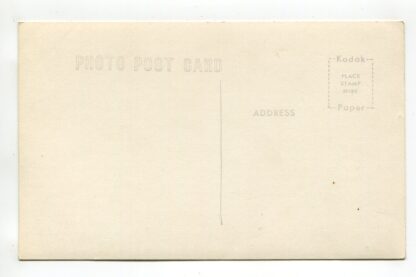 PHOTO POST CARD
Kodak
PLACE
STAMP
HERE
Paper
ADDRESS